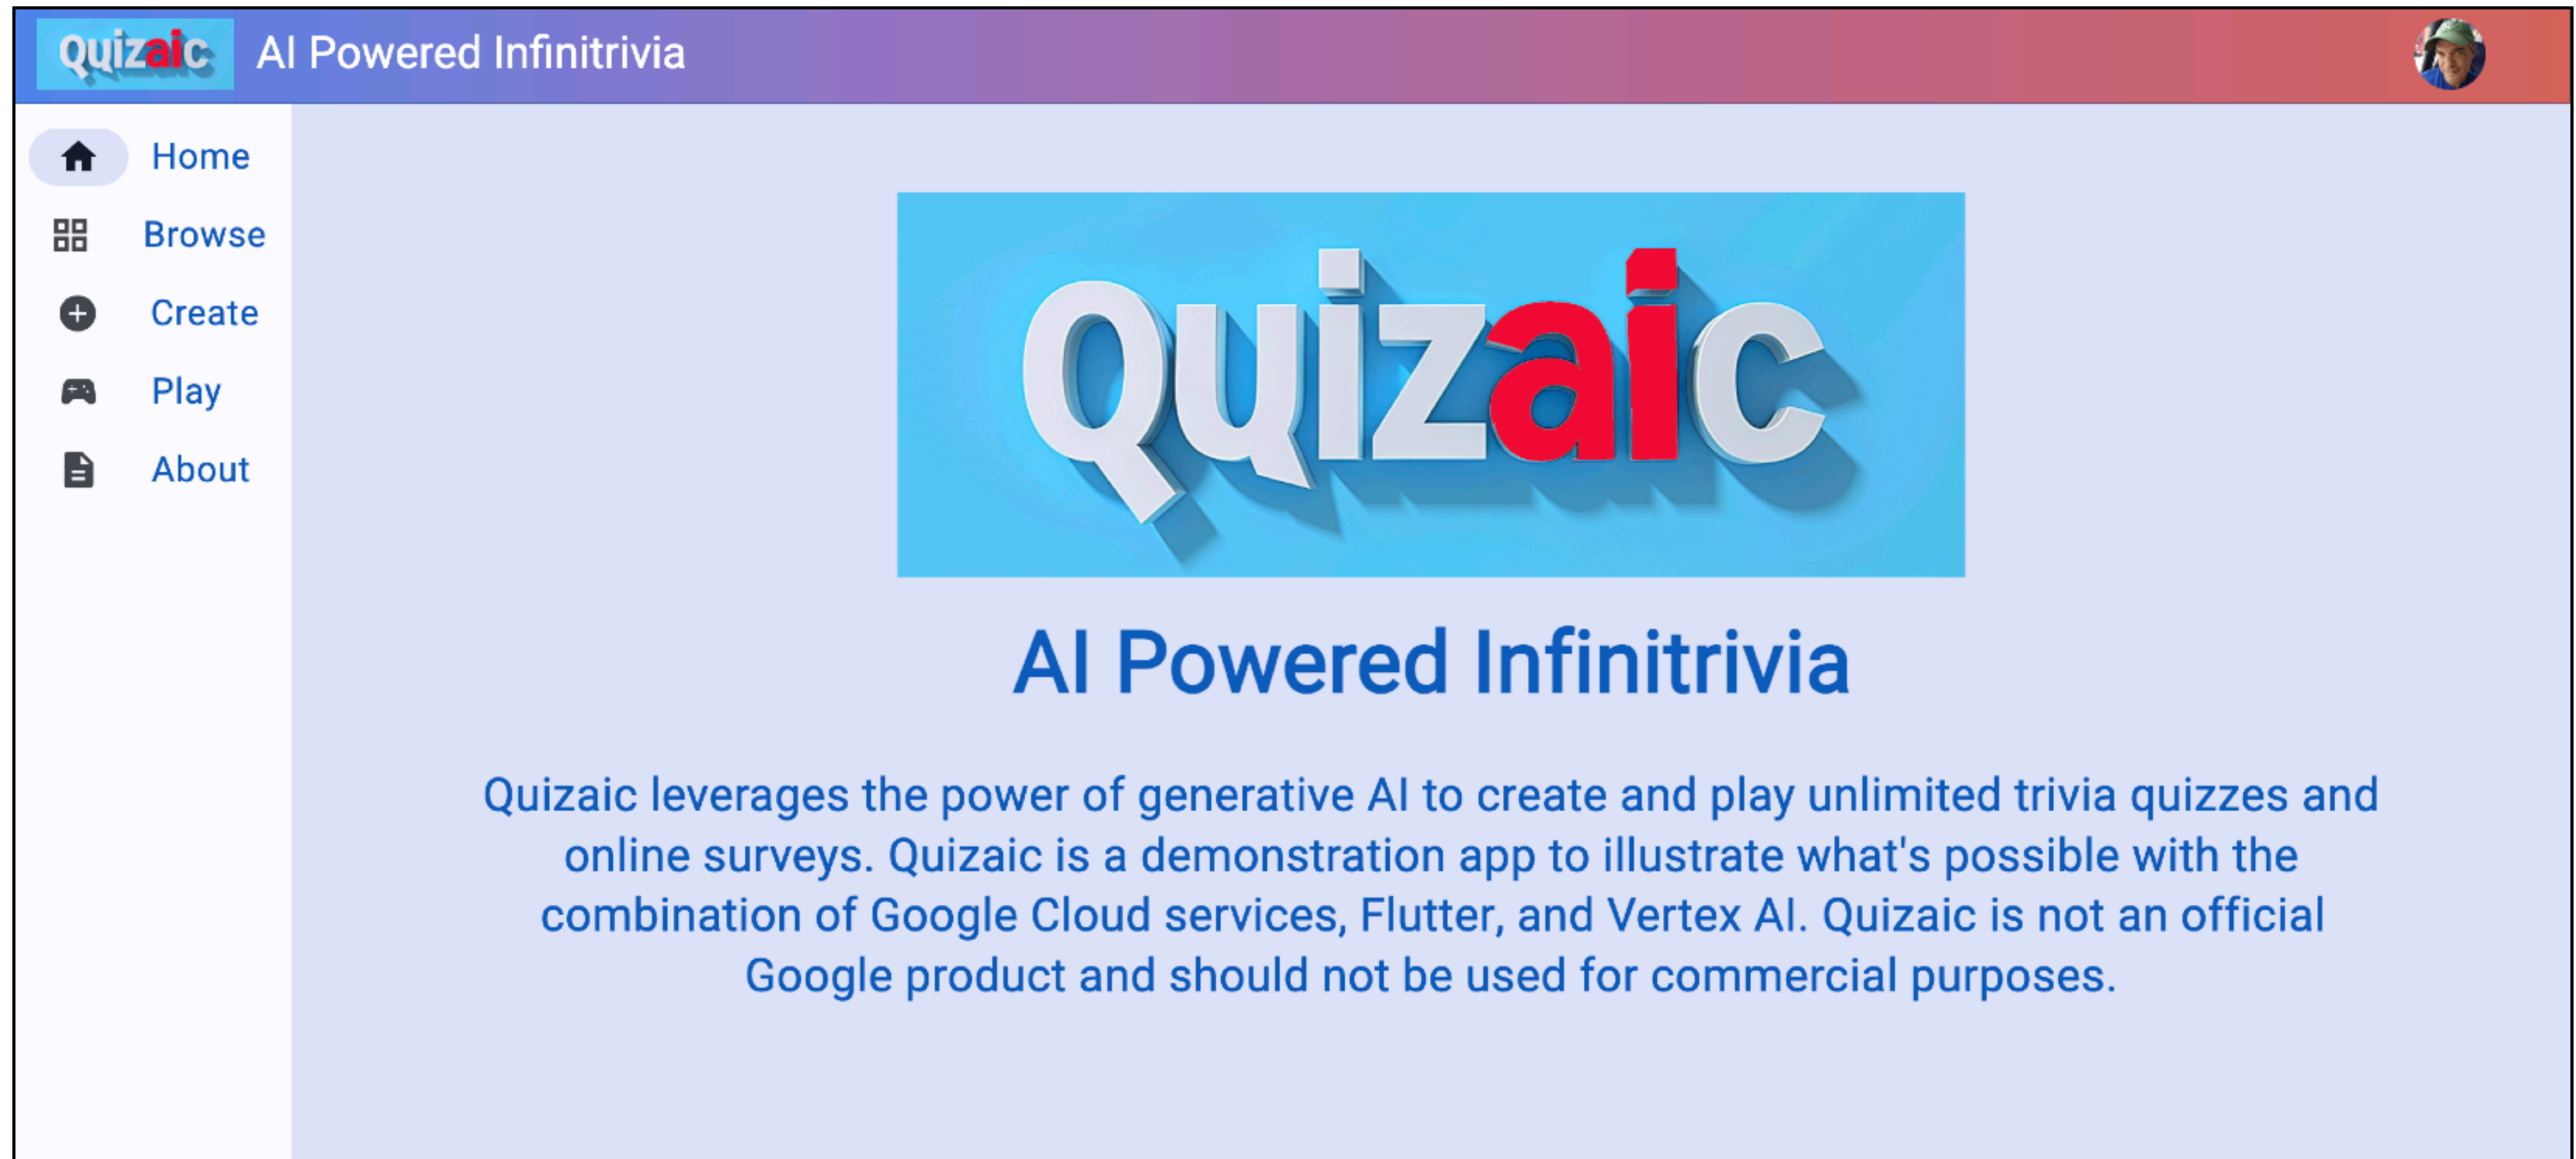 Quizaic AI Powered Infinitrivia
Home
Browse
Create
Play
About
Quizaic
AI Powered Infinitrivia
Quizaic leverages the power of generative AI to create and play unlimited trivia quizzes and
online surveys. Quizaic is a demonstration app to illustrate what's possible with the
combination of Google Cloud services, Flutter, and Vertex AI. Quizaic is not an official
Google product and should not be used for commercial purposes.